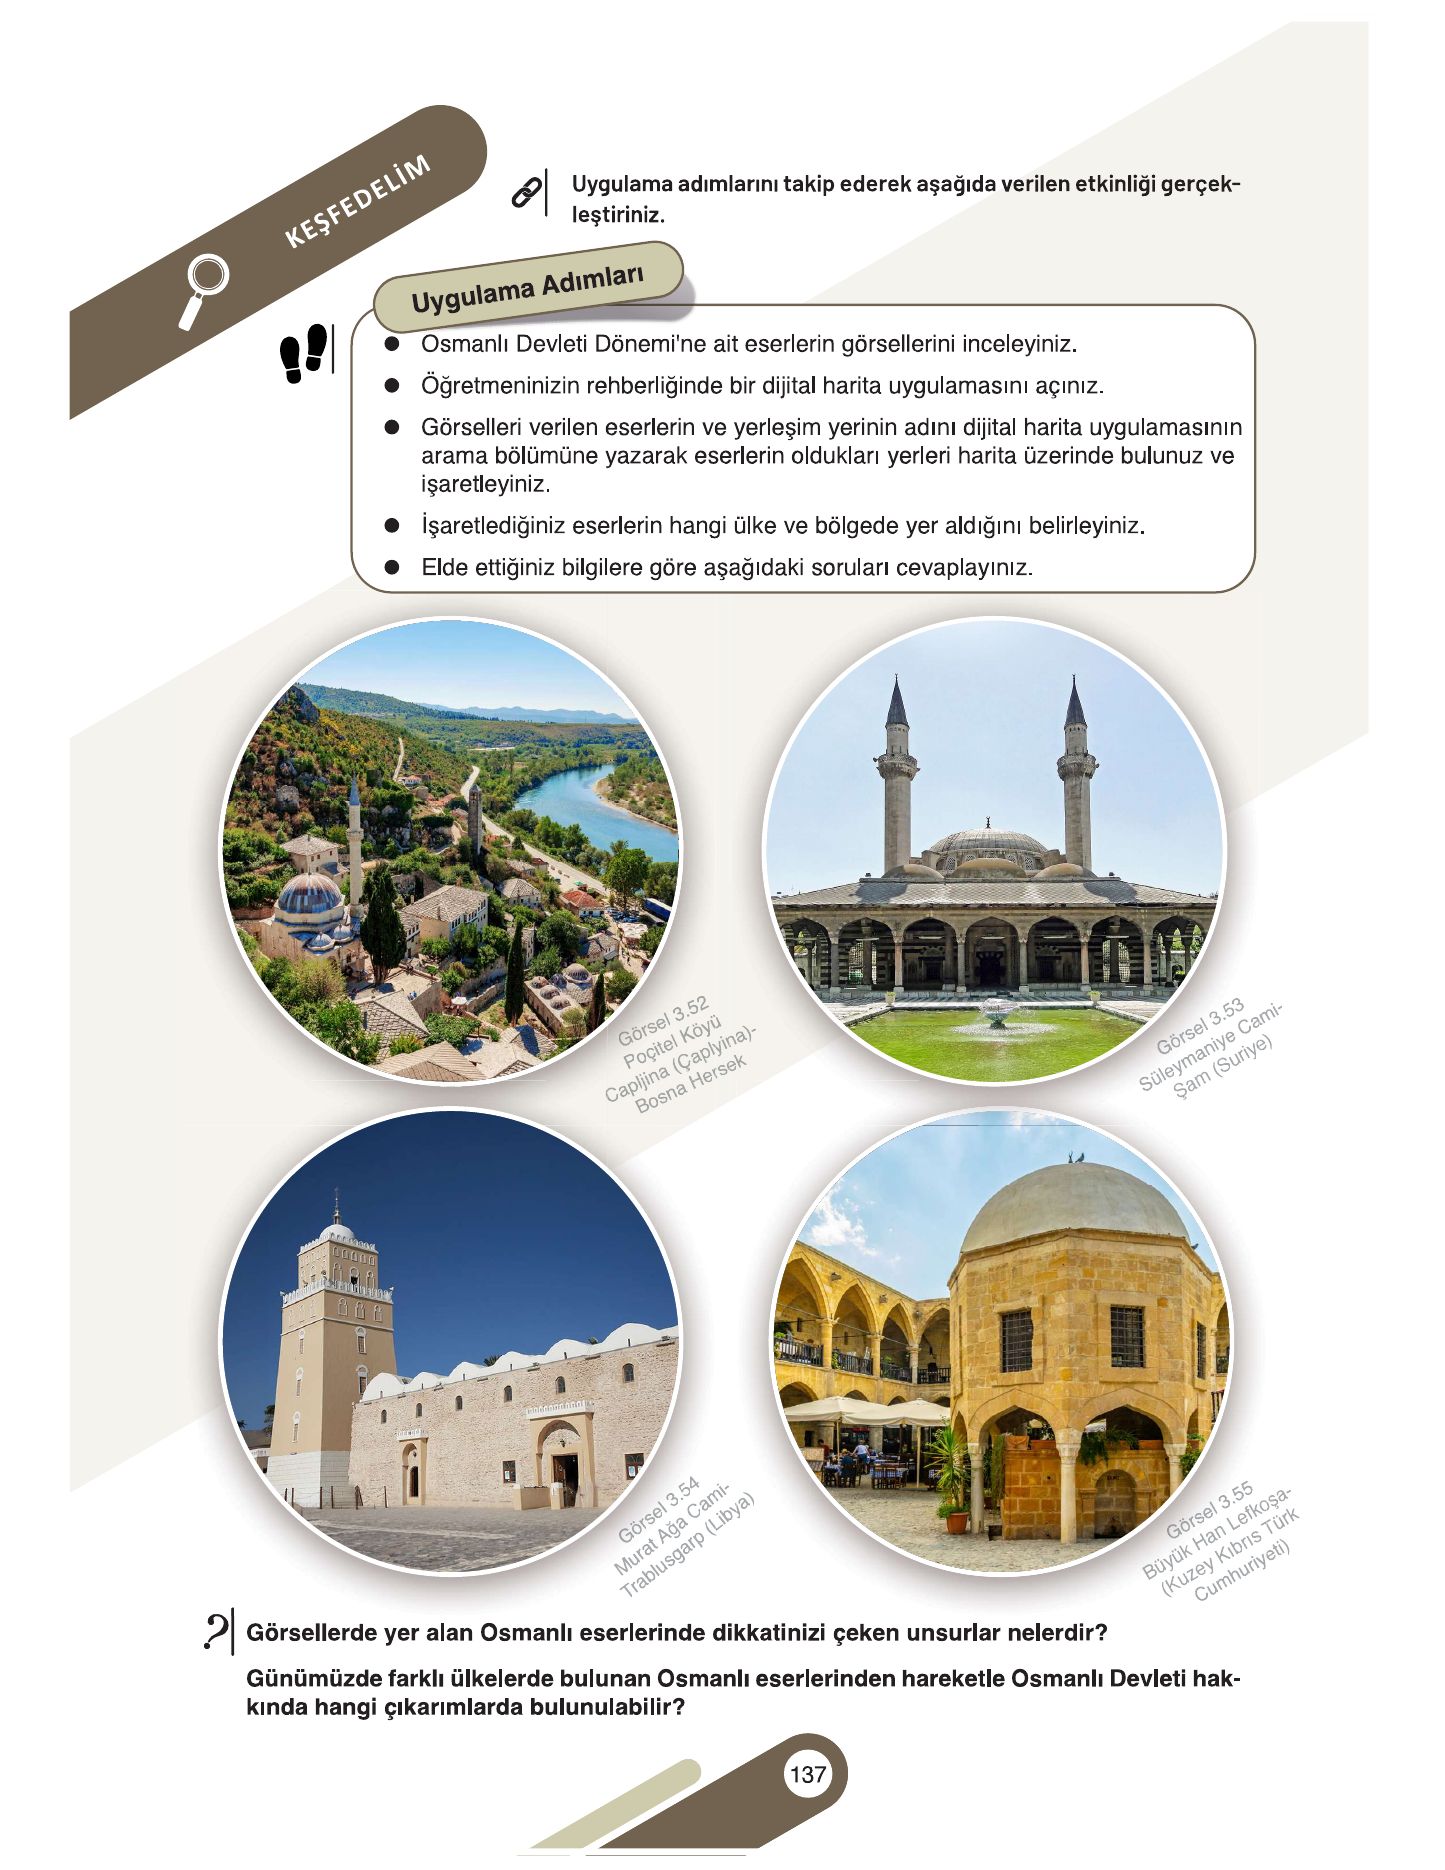 KEŞFEDELİM
Uygulama adımlarını takip ederek aşağıda verilen etkinliği gerçek-
leştiriniz.
Uygulama Adımları
● Osmanlı Devleti Dönemi'ne ait eserlerin görsellerini inceleyiniz.
● Öğretmeninizin rehberliğinde bir dijital harita uygulamasını açınız.
● Görselleri verilen eserlerin ve yerleşim yerinin adını dijital harita uygulamasının
arama bölümüne yazarak eserlerin oldukları yerleri harita üzerinde bulunuz ve
işaretleyiniz.
● İşaretlediğiniz eserlerin hangi ülke ve bölgede yer aldığını belirleyiniz.
● Elde ettiğiniz bilgilere göre aşağıdaki soruları cevaplayınız.
Görsel 3.52
Poçitel Köyü
Capljina (Çaplyina)-
Bosna Hersek
Görsel 3.53
Süleymaniye Cami-
Şam (Suriye)
Görsel 3.54
Murat Ağa Cami-
Trablusgarp (Libya)
Görsel 3.55
Büyük Han Lefkoşa-
(Kuzey Kıbrıs Türk
Cumhuriyeti)
? Görsellerde yer alan Osmanlı eserlerinde dikkatinizi çeken unsurlar nelerdir?
Günümüzde farklı ülkelerde bulunan Osmanlı eserlerinden hareketle Osmanlı Devleti hak-
kında hangi çıkarımlarda bulunulabilir?
137